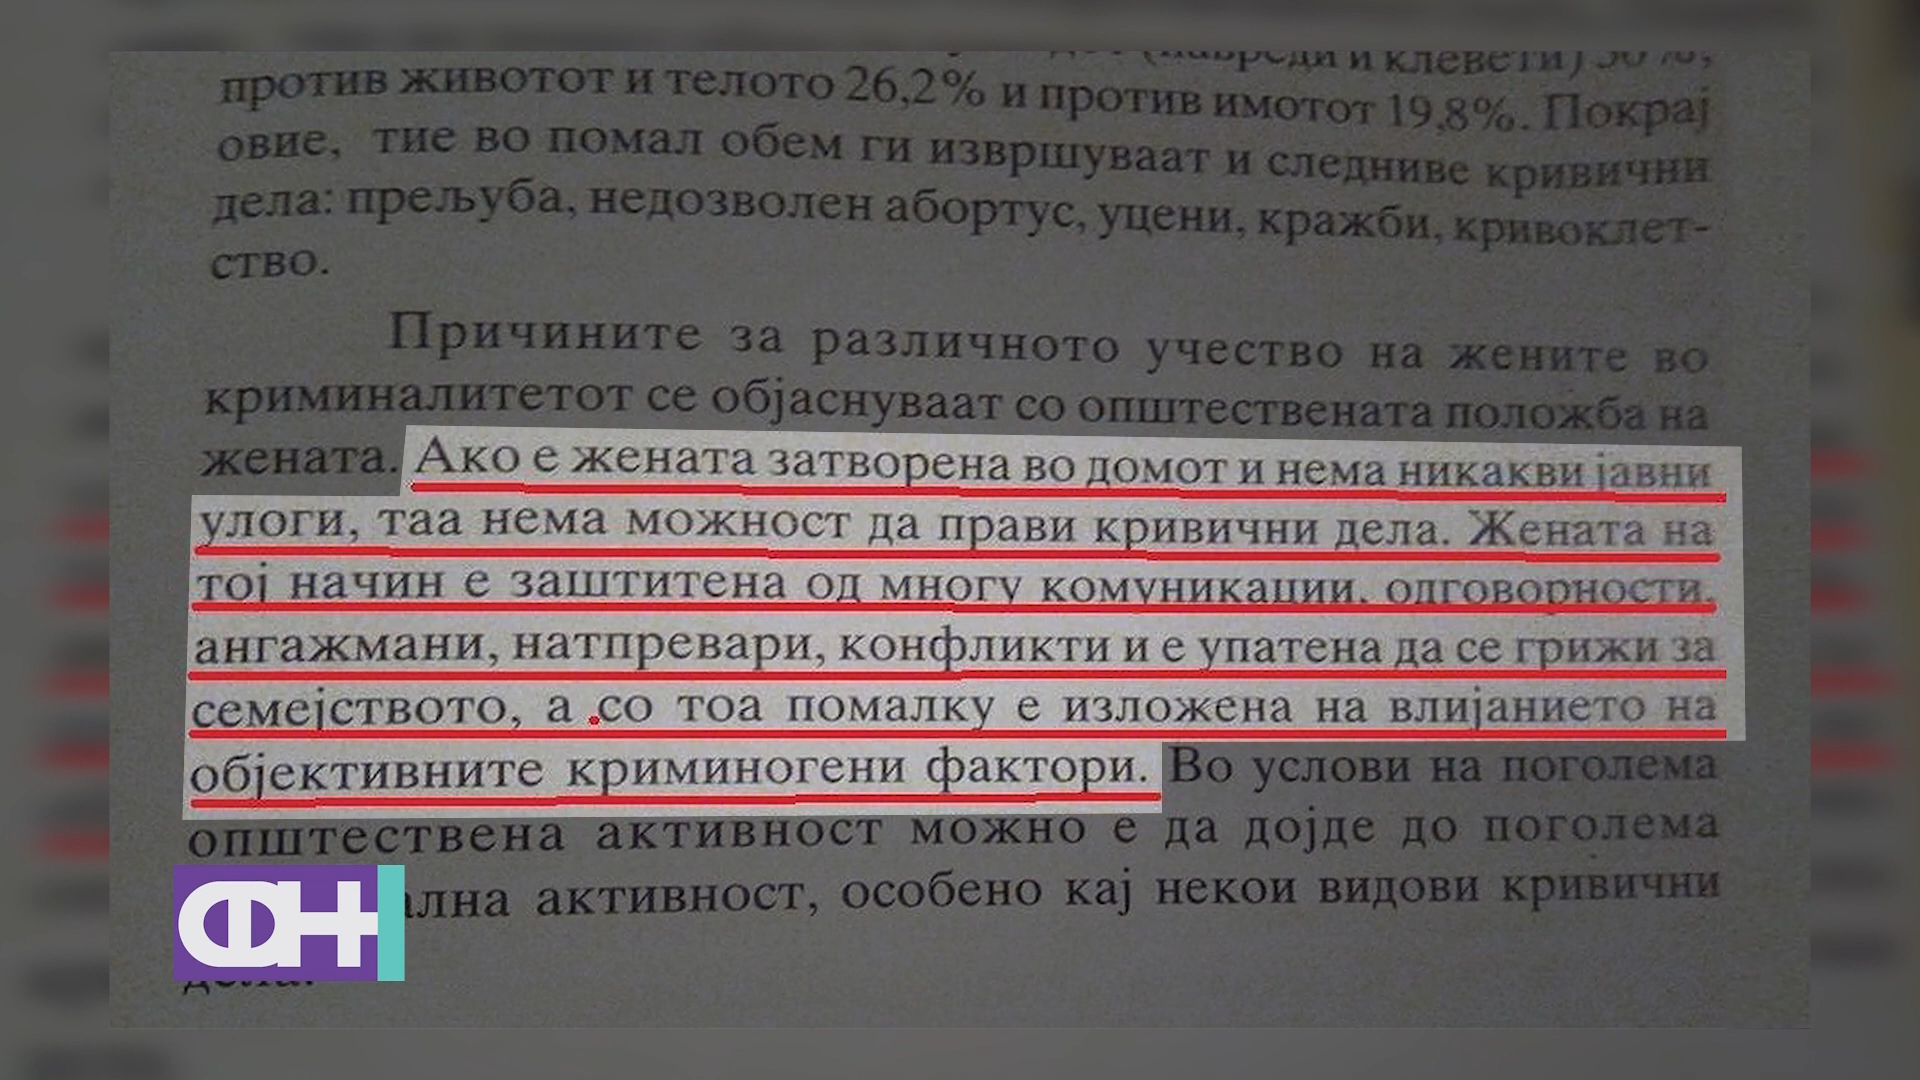 (навреди и клевети) 50%,
против животот и телото 26,2% и против имотот 19,8%. Покрај
овие, тие во помал обем ги извршуваат и следниве кривични
дела: прељуба, недозволен абортус, уцени, кражби, кривоклет-
ство.
Причините за различното учество на жените во
криминалитетот се објаснуваат со општествената положба на
жената. Ако е жената затворена во домот и нема никакви јавни
улоги, таа нема можност да прави кривични дела. Жената на
тој начин е заштитена од многу комуникации, одговорности,
ангажмани, натпревари, конфликти и е упатена да се грижи за
семејството, а со тоа помалку е изложена на влијанието на
објективните криминогени фактори. Во услови на поголема
општествена активност можно е да дојде до поголема
ална активност, особено кај некои видови кривични
дела.
ФН